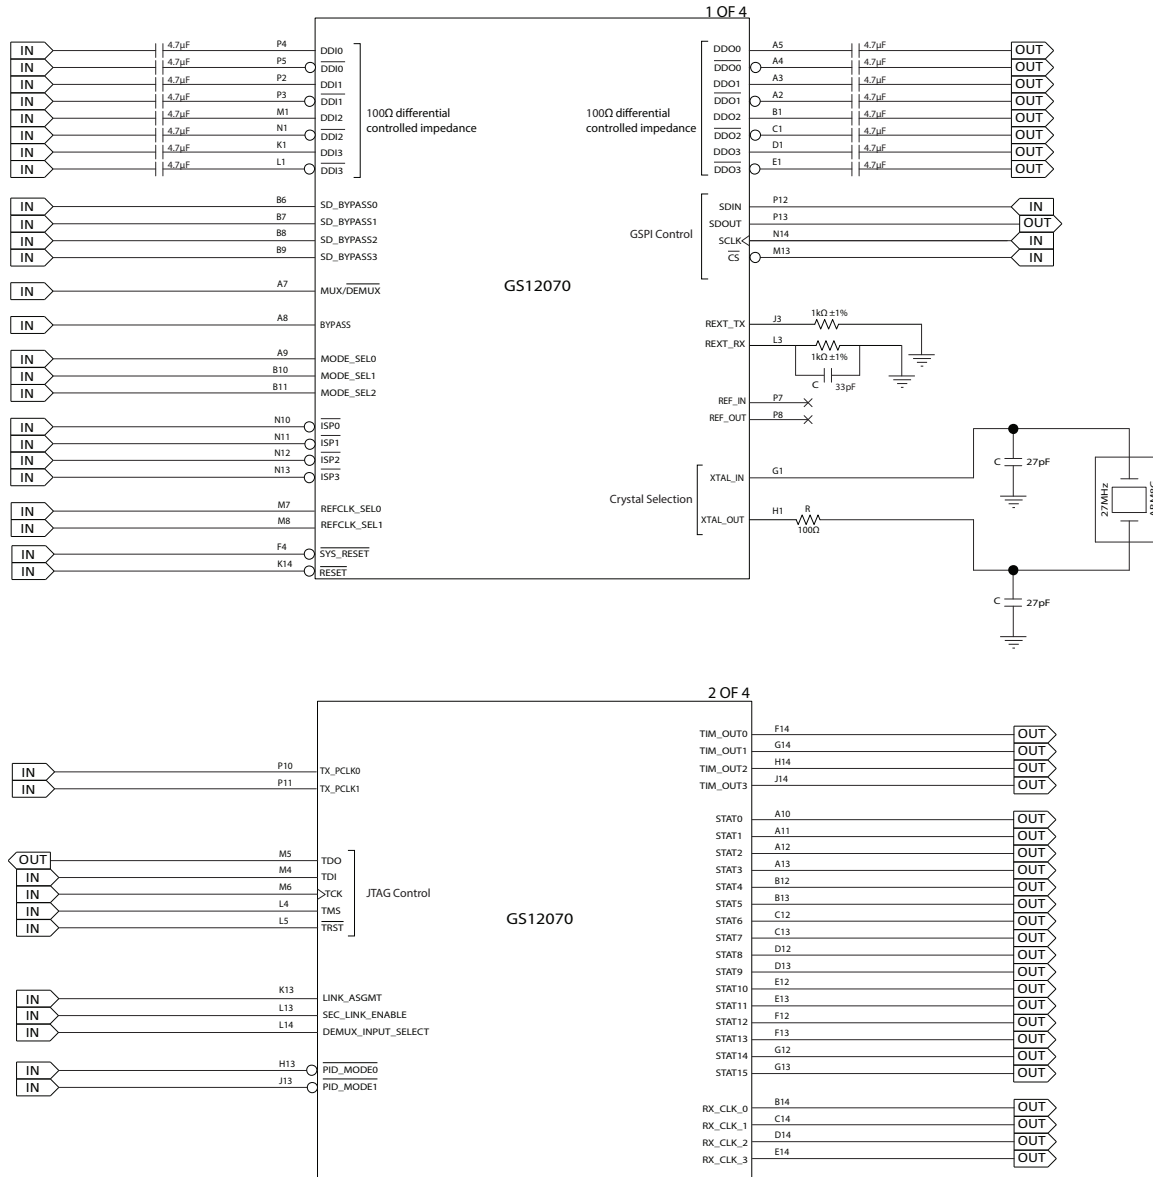 1 OF 4
IN 4.7µF P4 DDI0
IN 4.7µF P5 DDI0
IN 4.7µF P2 DDI1
IN 4.7µF P3 DDI1
IN 4.7µF M1 DDI2
IN 4.7µF N1 DDI2
IN 4.7µF K1 DDI3
IN 4.7µF L1 DDI3
100Ω differential
controlled impedance
100Ω differential
controlled impedance
DDO0 A5 4.7µF OUT
DDO0 A4 4.7µF OUT
DDO1 A3 4.7µF OUT
DDO1 A2 4.7µF OUT
DDO2 B1 4.7µF OUT
DDO2 C1 4.7µF OUT
DDO3 D1 4.7µF OUT
DDO3 E1 4.7µF OUT
IN B6 SD_BYPASS0
IN B7 SD_BYPASS1
IN B8 SD_BYPASS2
IN B9 SD_BYPASS3
GSPI Control
SDIN P12 IN
SDOUT P13 OUT
SCLK N14 IN
CS M13 IN
GS12070
IN A7 MUX/DEMUX
IN A8 BYPASS
IN A9 MODE_SEL0
IN B10 MODE_SEL1
IN B11 MODE_SEL2
REXT_TX J3 1kΩ ±1%
REXT_RX L3
1kΩ ±1%
C 33pF
REF_IN P7
REF_OUT P8
IN N10 ISP0
IN N11 ISP1
IN N12 ISP2
IN N13 ISP3
Crystal Selection
XTAL_IN G1
XTAL_OUT H1 R
100Ω
C 27pF
27MHz
C 27pF
IN M7 REFCLK_SEL0
IN M8 REFCLK_SEL1
IN F4 SYS_RESET
IN K14 RESET
2 OF 4
IN P10 TX_PCLK0
IN P11 TX_PCLK1
OUT M5 TDO
IN M4 TDI
IN M6 TCK
IN L4 TMS
IN L5 TRST
JTAG Control
GS12070
IN K13 LINK_ASGMT
IN L13 SEC_LINK_ENABLE
IN L14 DEMUX_INPUT_SELECT
IN H13 PID_MODE0
IN J13 PID_MODE1
TIM_OUT0 F14 OUT
TIM_OUT1 G14 OUT
TIM_OUT2 H14 OUT
TIM_OUT3 J14 OUT
STAT0 A10 OUT
STAT1 A11 OUT
STAT2 A12 OUT
STAT3 A13 OUT
STAT4 B12 OUT
STAT5 B13 OUT
STAT6 C12 OUT
STAT7 C13 OUT
STAT8 D12 OUT
STAT9 D13 OUT
STAT10 E12 OUT
STAT11 E13 OUT
STAT12 F12 OUT
STAT13 F13 OUT
STAT14 G12 OUT
STAT15 G13 OUT
RX_CLK_0 B14 OUT
RX_CLK_1 C14 OUT
RX_CLK_2 D14 OUT
RX_CLK_3 E14 OUT